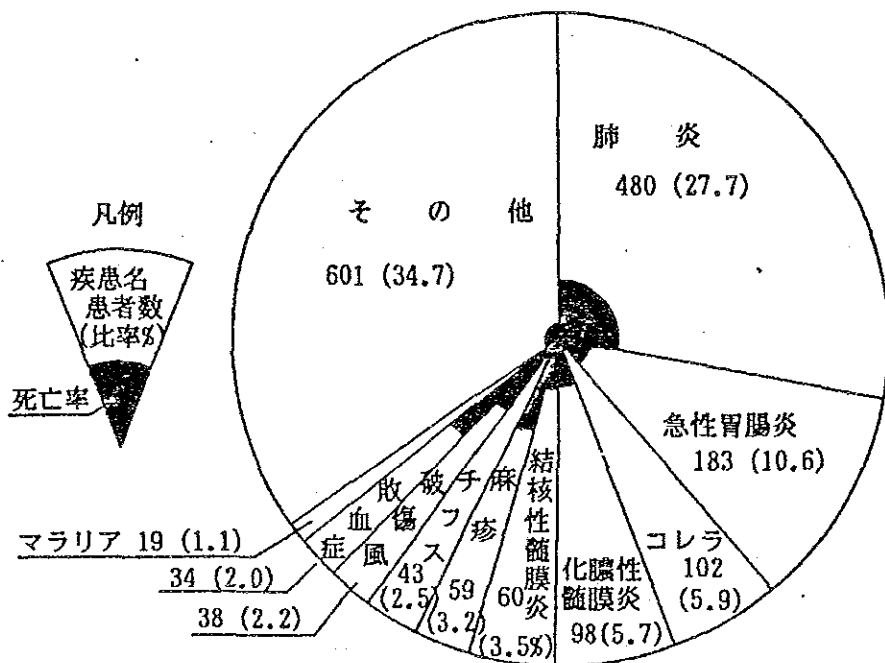 肺炎
480 (27.7)
その他
601 (34.7)
凡例
疾患名
患者数
(比率%)
死亡率
急性胃腸炎
183 (10.6)
コレラ
102
(5.9)
化膿性
髄膜炎
98(5.7)
結核性髄膜炎
60
(3.5%)
麻疹
59
(3.2)
チフス
43
(2.5)
破傷風
38 (2.2)
敗血症
34 (2.0)
マラリア 19 (1.1)